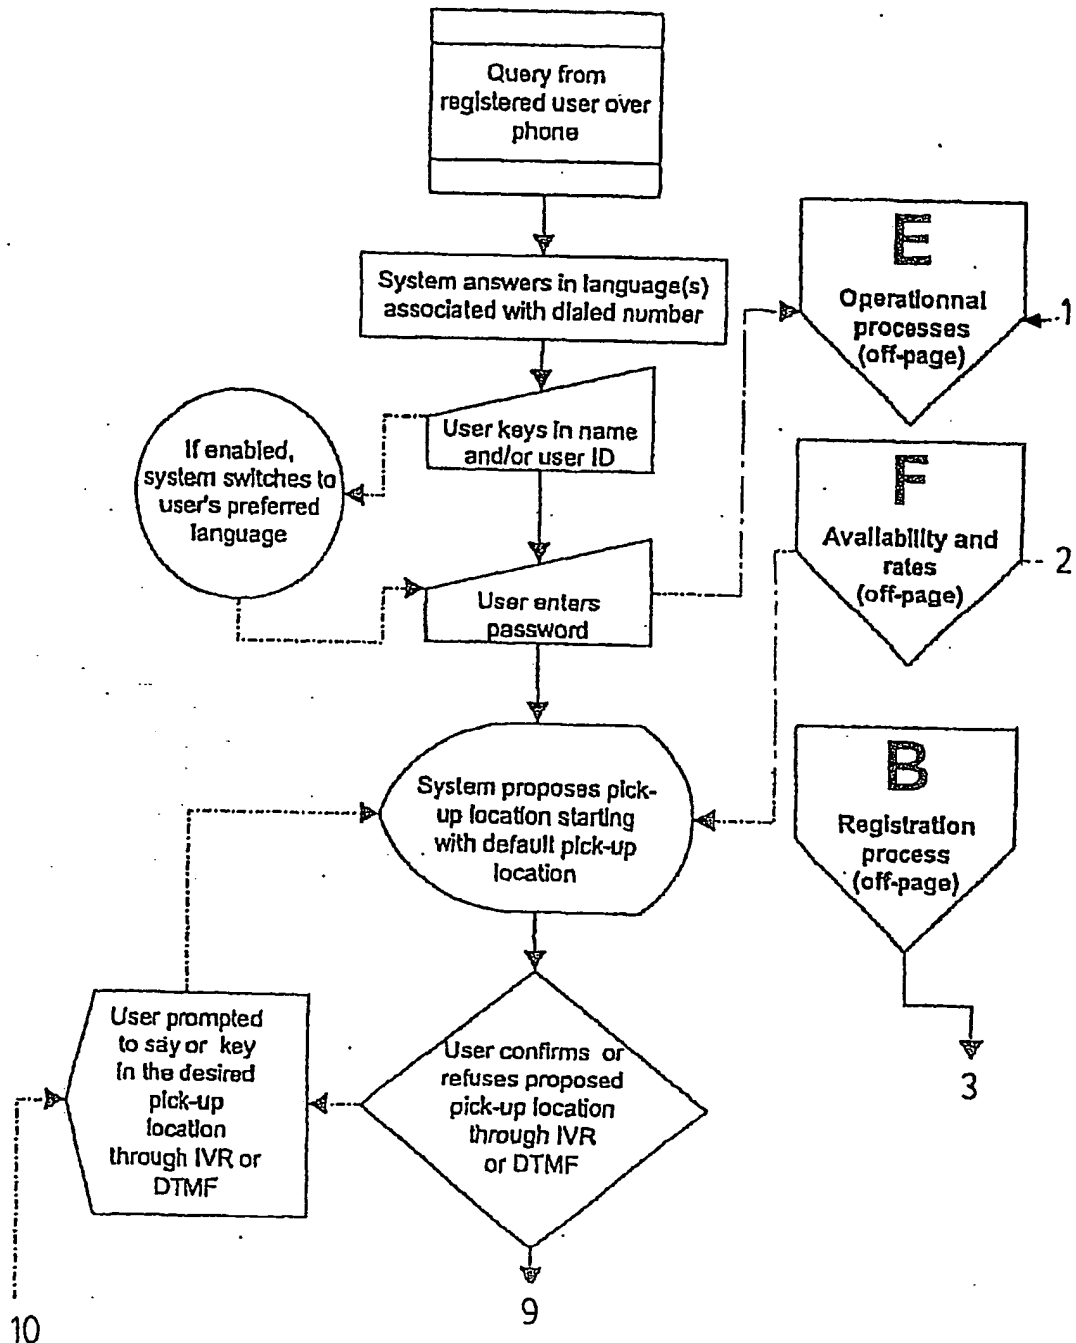 Query from
registered user over
phone
System answers in language(s)
associated with dialed number
User keys in name
and/or user ID
If enabled,
system switches to
user's preferred
language
User enters
password
System proposes pick-
up location starting
with default pick-up
location
User confirms or
refuses proposed
pick-up location
through IVR
or DTMF
User prompted
to say or key
in the desired
pick-up
location
through IVR or
DTMF
10
9
E
Operationnal
processes
(off-page)
1
F
Availability and
rates
(off-page)
2
B
Registration
process
(off-page)
3